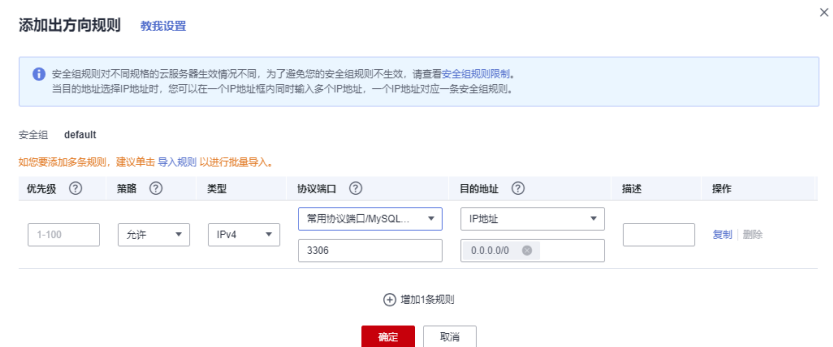 添加出方向规则 教我设置
安全组规则对不同规格的云服务器生效情况不同，为了避免您的安全组规则不生效，请查看安全组规则限制。
当目的地址选择IP地址时，您可以在一个IP地址框内同时输入多个IP地址，一个IP地址对应一条安全组规则。
安全组 default
如您要添加多条规则，建议单击 导入规则 以进行批量导入。
优先级 ? 策略 ? 类型 协议端口 ? 目的地址 ? 描述 操作
1-100 允许 IPv4 常用协议端口/MySQL... IP地址 复制 删除
3306 0.0.0.0/0
增加1条规则
确定 取消